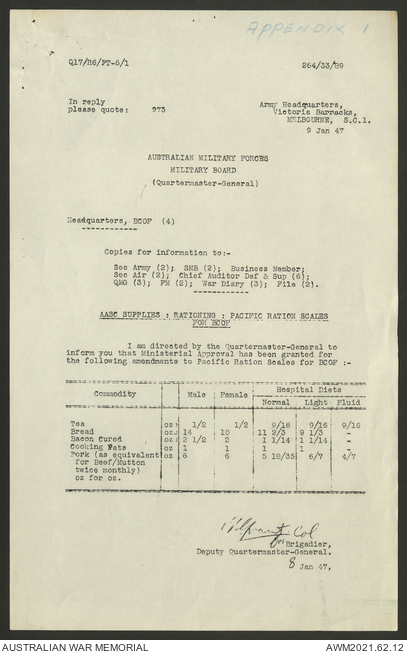 APPENDIX 1
Q17/R6/PT-6/1
264/33/89
In reply
please quote: 973
Army Headquarters,
Victoria Barracks,
MELBOURNE, S.C.1.
9 Jan 47
AUSTRALIAN MILITARY FORCES
MILITARY BOARD
(Quartermaster-General)
Headquarters, BCOF (4)
Copies for information to:-
Sec Army (2); SMB (2); Business Member;
Sec Air (2); Chief Auditor Def & Sup (6);
QMG (3); FM (2); War Diary (3); File (2).
AASC SUPPLIES : RATIONING : PACIFIC RATION SCALES
FOR BCOF
I am directed by the Quartermaster-General to
inform you that Ministerial Approval has been granted for
the following amendments to Pacific Ration Scales for BCOF :-
Commodity Male Female Hospital Diets
Normal Light Fluid
Tea oz 1/2 1/2 9/16 9/16 9/16
Bread oz 14 10 11 2/3 9 1/3 -
Bacon Cured oz 2 1/2 2 1 1/14 1 1/14 -
Cooking Fats oz 1 1 1 1 -
Pork (as equivalent oz 6 6 5 18/35 6/7 4/7
for Beef/Mutton
twice monthly)
oz for oz.
Col
for Brigadier,
Deputy Quartermaster-General.
8 Jan 47.
AUSTRALIAN WAR MEMORIAL
AWM2021.62.12